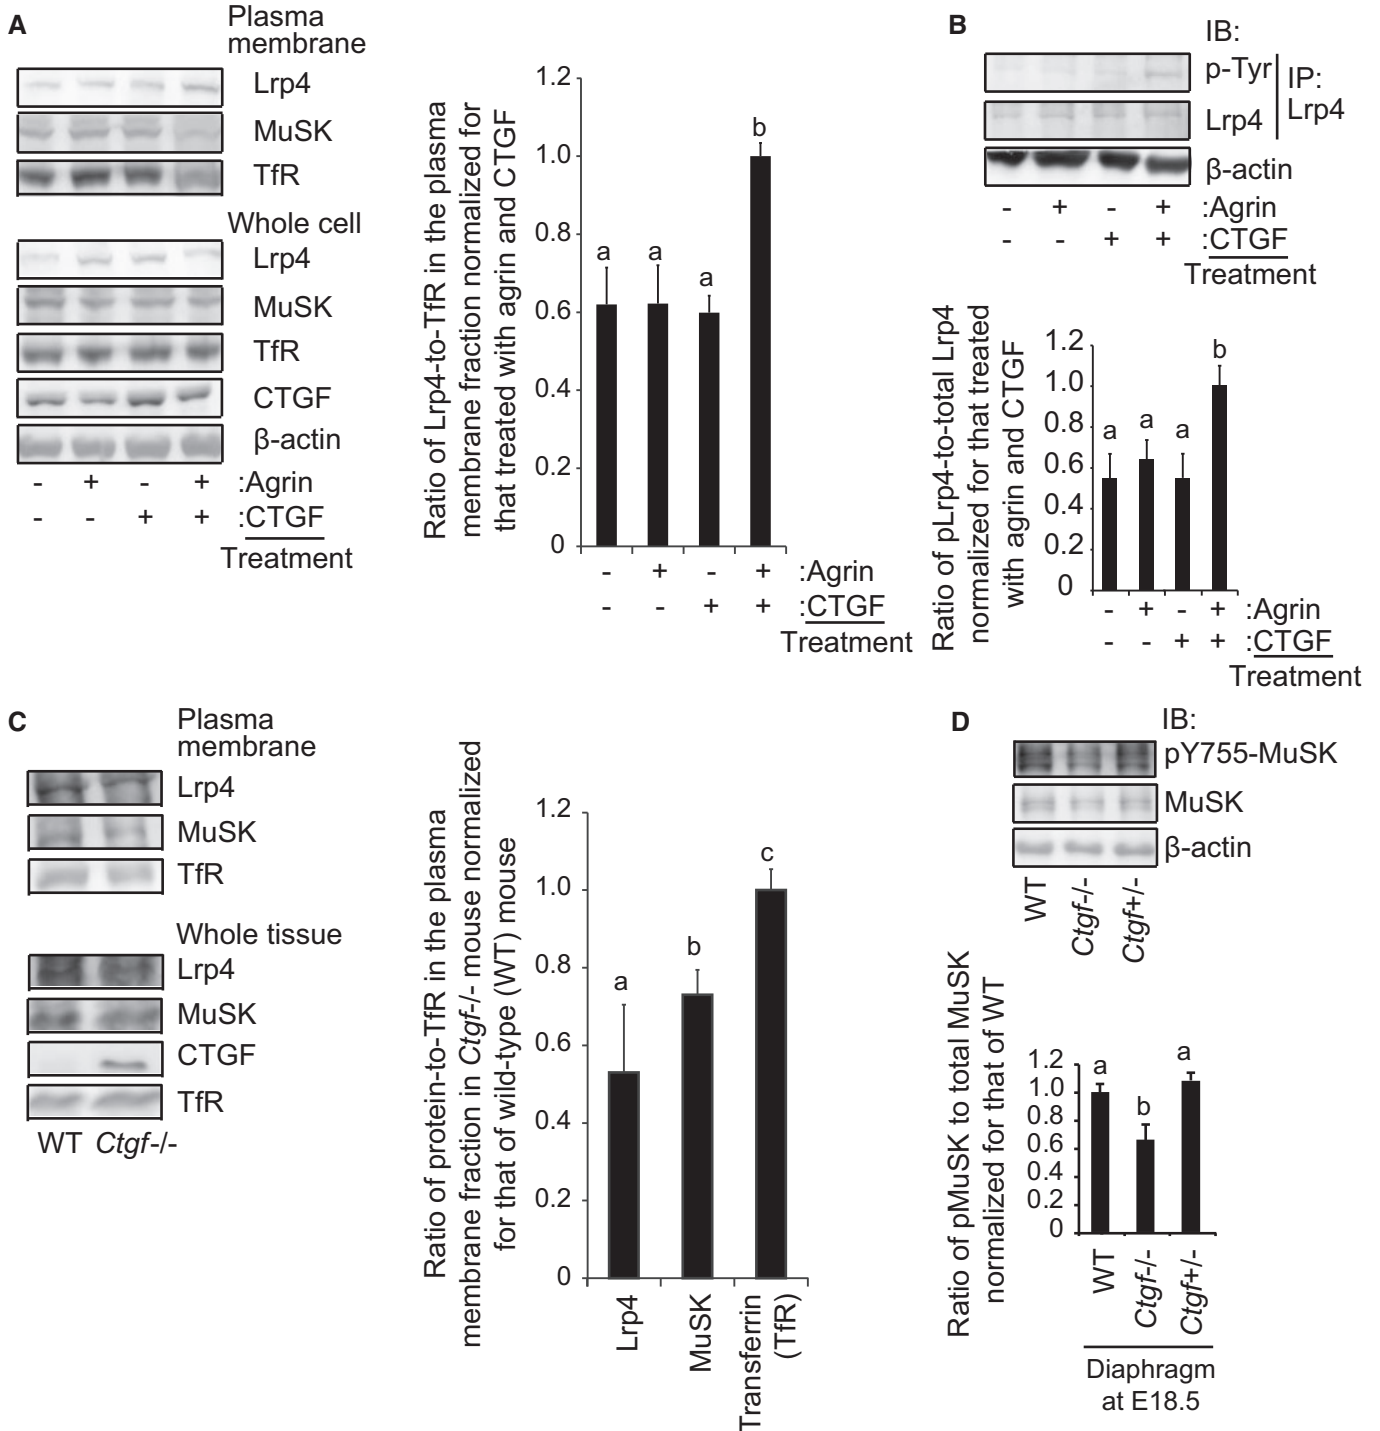 A
Plasma
membrane
Lrp4
MuSK
TfR
Whole cell
Lrp4
MuSK
TfR
CTGF
β-actin
- + - + :Agrin
- - + + :CTGF
Treatment
Ratio of Lrp4-to-TfR in the plasma
membrane fraction normalized for
that treated with agrin and CTGF
1.2
1.0
0.8
0.6
0.4
0.2
0
a a a b
- + - + :Agrin
- - + + :CTGF
Treatment
B
IB:
p-Tyr
Lrp4
IP:
Lrp4
β-actin
- + - + :Agrin
- - + + :CTGF
Treatment
Ratio of pLrp4-to-total Lrp4
normalized for that treated
with agrin and CTGF
1.2
1.0
0.8
0.6
0.4
0.2
0
a a a b
- + - + :Agrin
- - + + :CTGF
Treatment
C
Plasma
membrane
Lrp4
MuSK
TfR
Whole tissue
Lrp4
MuSK
CTGF
TfR
WT Ctgf-/-
Ratio of protein-to-TfR in the plasma
membrane fraction in Ctgf-/- mouse normalized
for that of wild-type (WT) mouse
1.2
1.0
0.8
0.6
0.4
0.2
0
a b c
Lrp4
MuSK
Transferrin
(TfR)
D
IB:
pY755-MuSK
MuSK
β-actin
WT
Ctgf-/-
Ctgf+/-
Ratio of pMuSK to total MuSK
normalized for that of WT
1.2
1.0
0.8
0.6
0.4
0.2
0
a b a
WT
Ctgf-/-
Ctgf+/-
Diaphragm
at E18.5